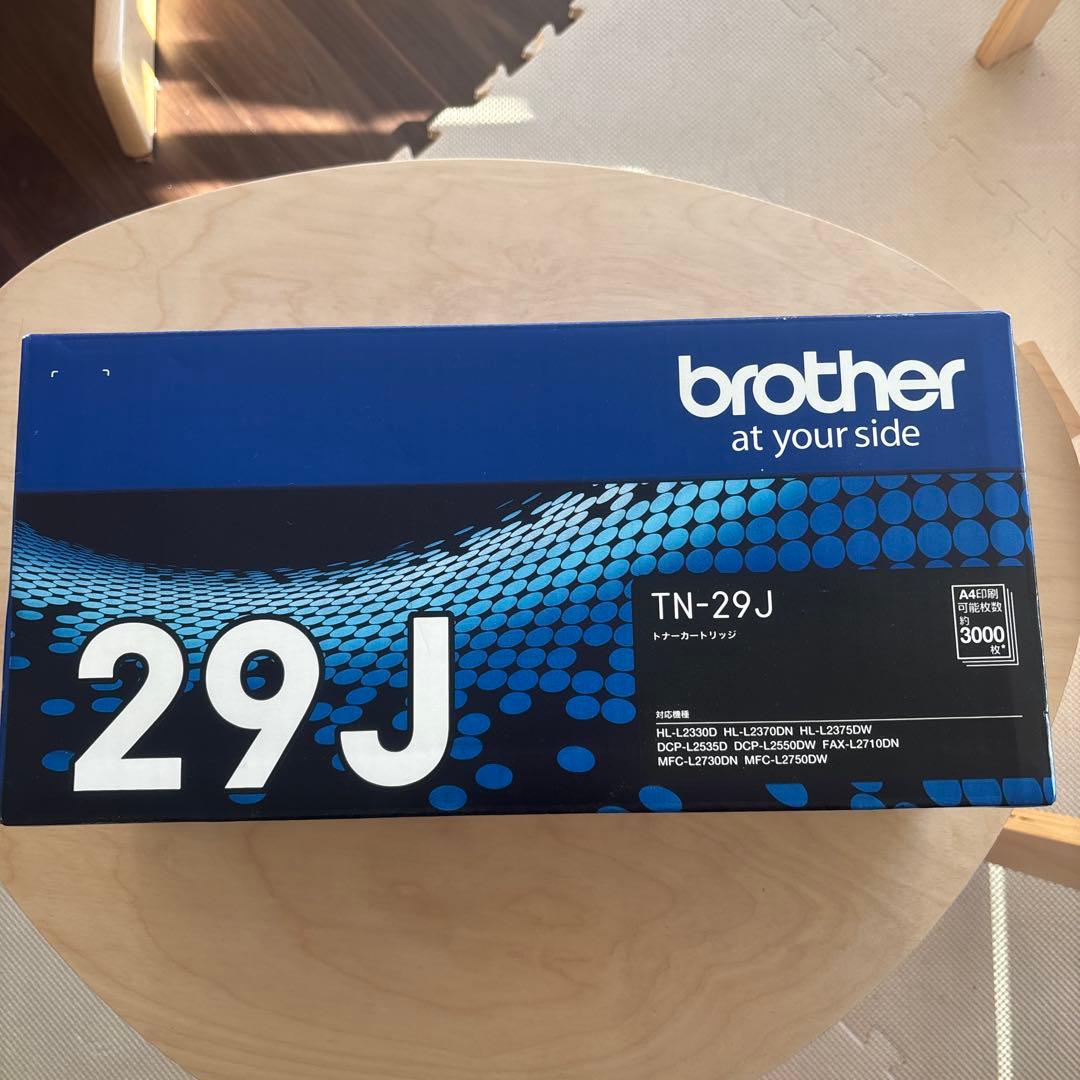 brother
at your side
29J
TN-29J
トナーカートリッジ
A4印刷
可能枚数
約
3000
枚*
対応機種
HL-L2330D HL-L2370DN HL-L2375DW
DCP-L2535D DCP-L2550DW FAX-L2710DN
MFC-L2730DN MFC-L2750DW